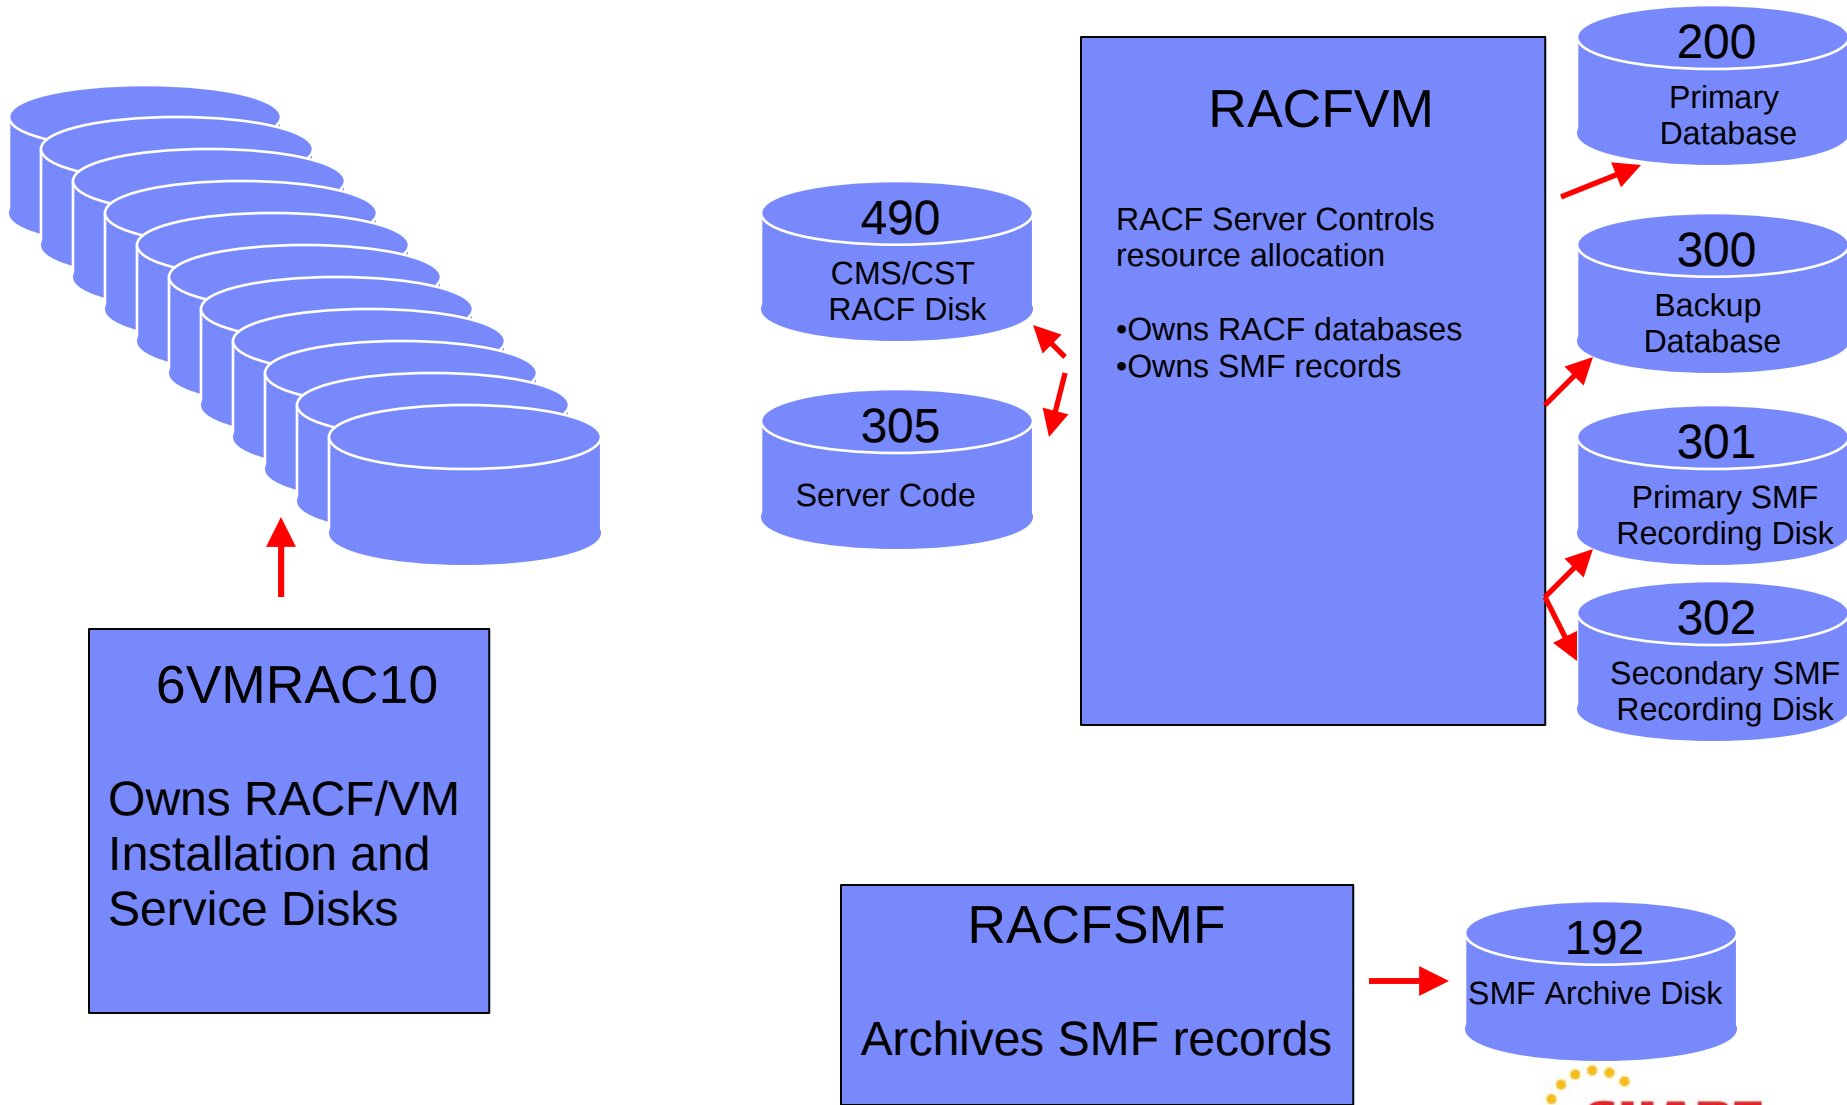 6VMRAC10
Owns RACF/VM
Installation and
Service Disks
490
CMS/CST
RACF Disk
305
Server Code
RACFVM
RACF Server Controls
resource allocation
•Owns RACF databases
•Owns SMF records
200
Primary
Database
300
Backup
Database
301
Primary SMF
Recording Disk
302
Secondary SMF
Recording Disk
RACFSMF
Archives SMF records
192
SMF Archive Disk